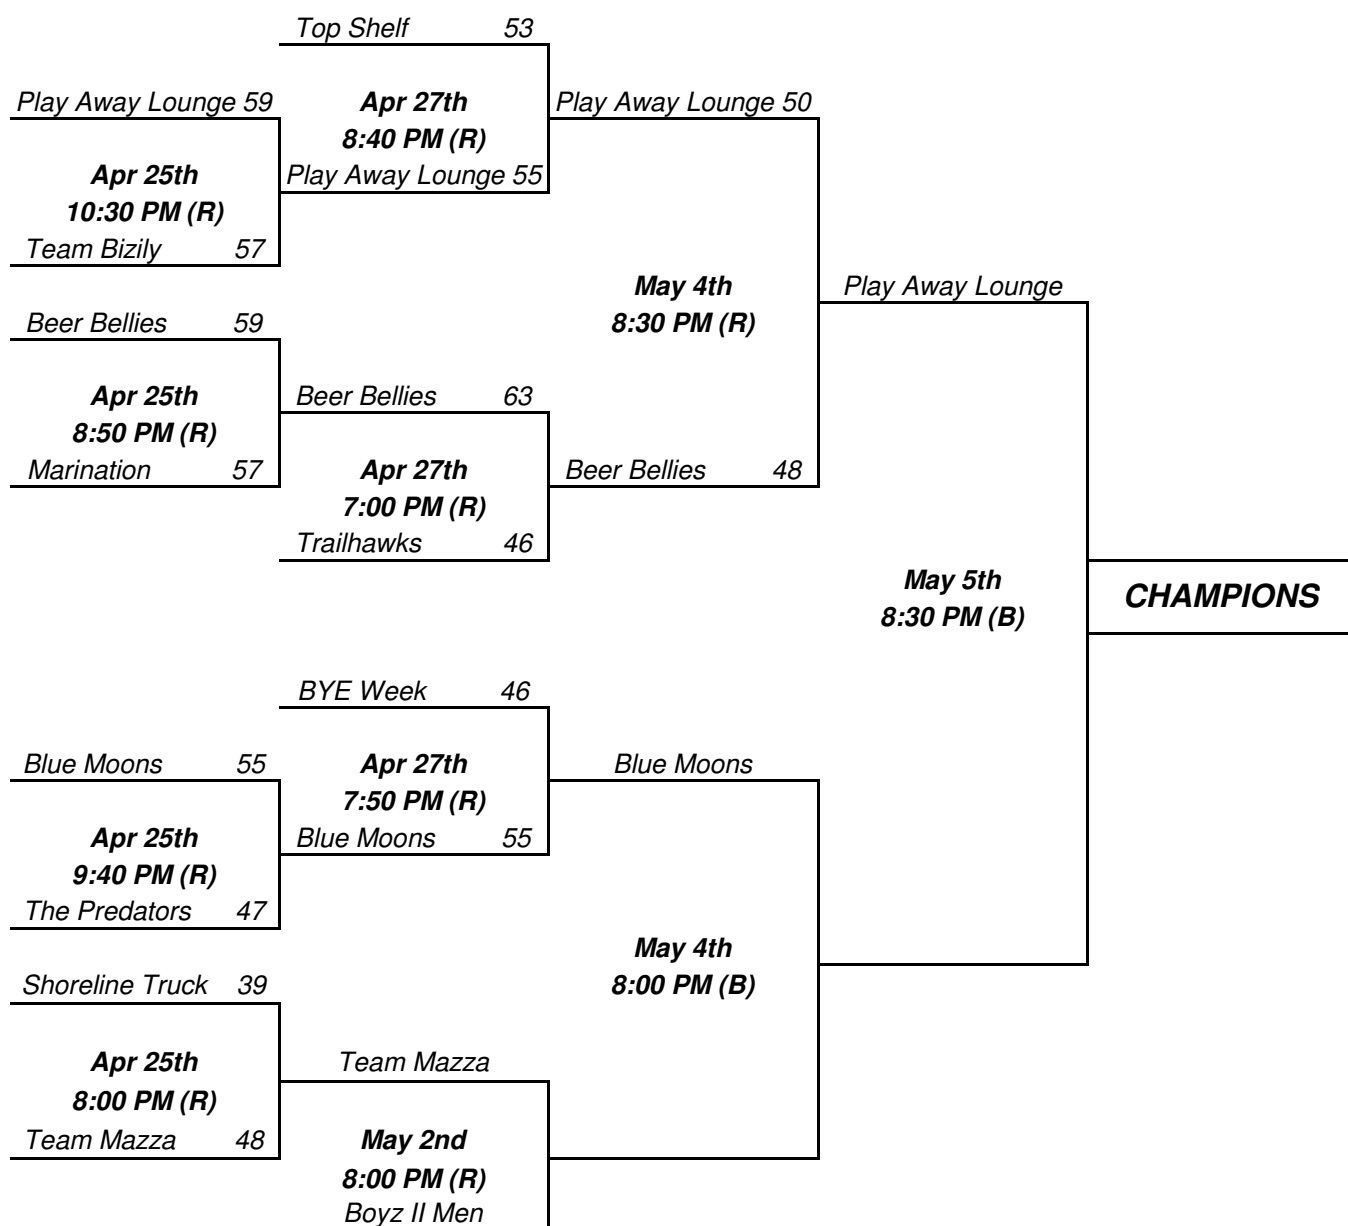 Top Shelf 53
Play Away Lounge 59
Apr 27th
Play Away Lounge 50
8:40 PM (R)
Apr 25th
Play Away Lounge 55
10:30 PM (R)
Team Bizily 57
May 4th
Play Away Lounge
Beer Bellies 59
8:30 PM (R)
Apr 25th
Beer Bellies 63
8:50 PM (R)
Marination 57
Apr 27th
Beer Bellies 48
7:00 PM (R)
Trailhawks 46
May 5th
CHAMPIONS
8:30 PM (B)
BYE Week 46
Blue Moons 55
Apr 27th
Blue Moons
7:50 PM (R)
Apr 25th
Blue Moons 55
9:40 PM (R)
The Predators 47
May 4th
Shoreline Truck 39
8:00 PM (B)
Apr 25th
Team Mazza
8:00 PM (R)
Team Mazza 48
May 2nd
8:00 PM (R)
Boyz II Men